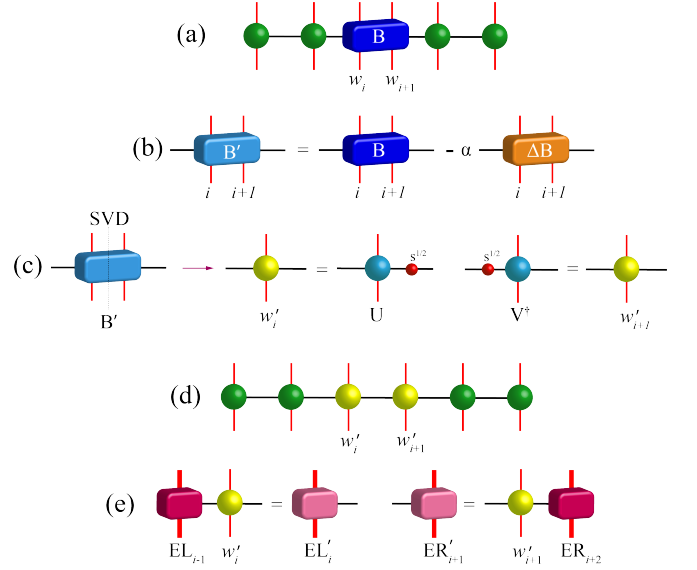 (a) B
w_i w_{i+1}
(b) B′ = B - α ΔB
i i+1 i i+1 i i+1
SVD
(c) = s^{1/2} s^{1/2} =
B′ w′_i U V† w′_{i+1}
(d)
w′_i w′_{i+1}
(e) = =
EL_{i-1} w′_i EL′_i ER′_{i+1} w′_{i+1} ER_{i+2}